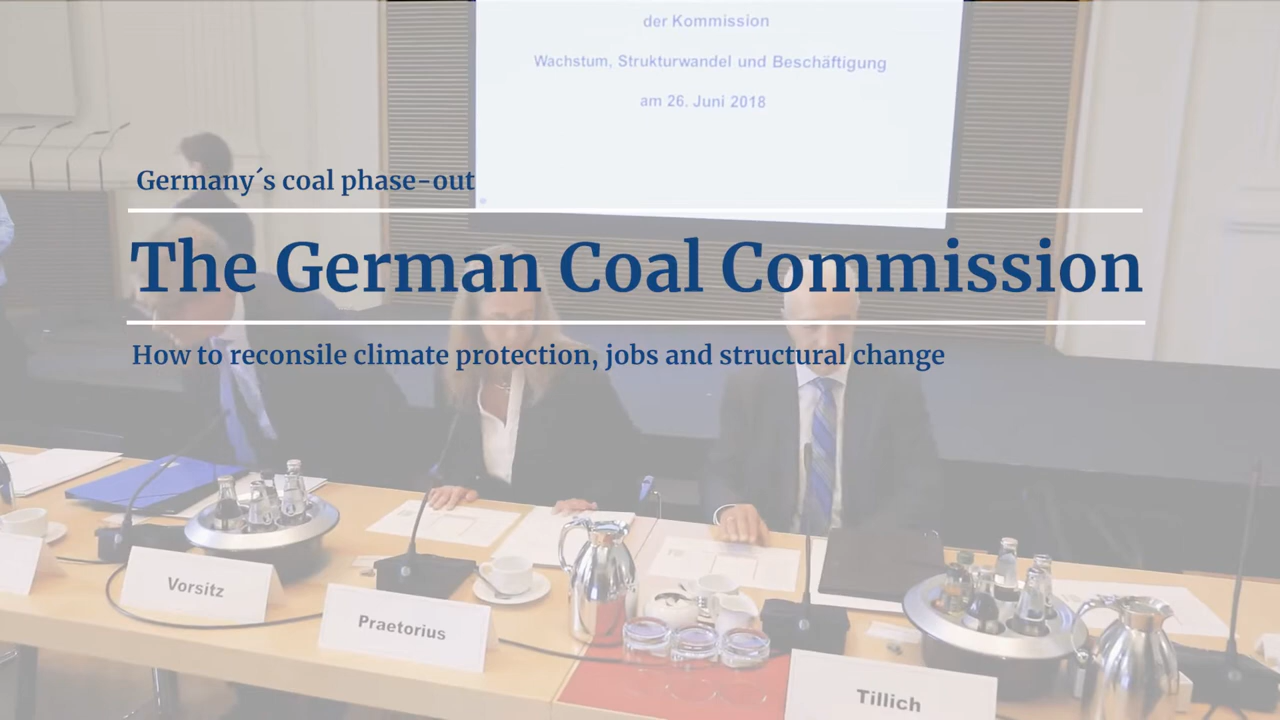 der Kommission
Wachstum, Strukturwandel und Beschäftigung
am 26. Juni 2018
Germany´s coal phase-out
The German Coal Commission
How to reconsile climate protection, jobs and structural change
Vorsitz
Praetorius
Tillich